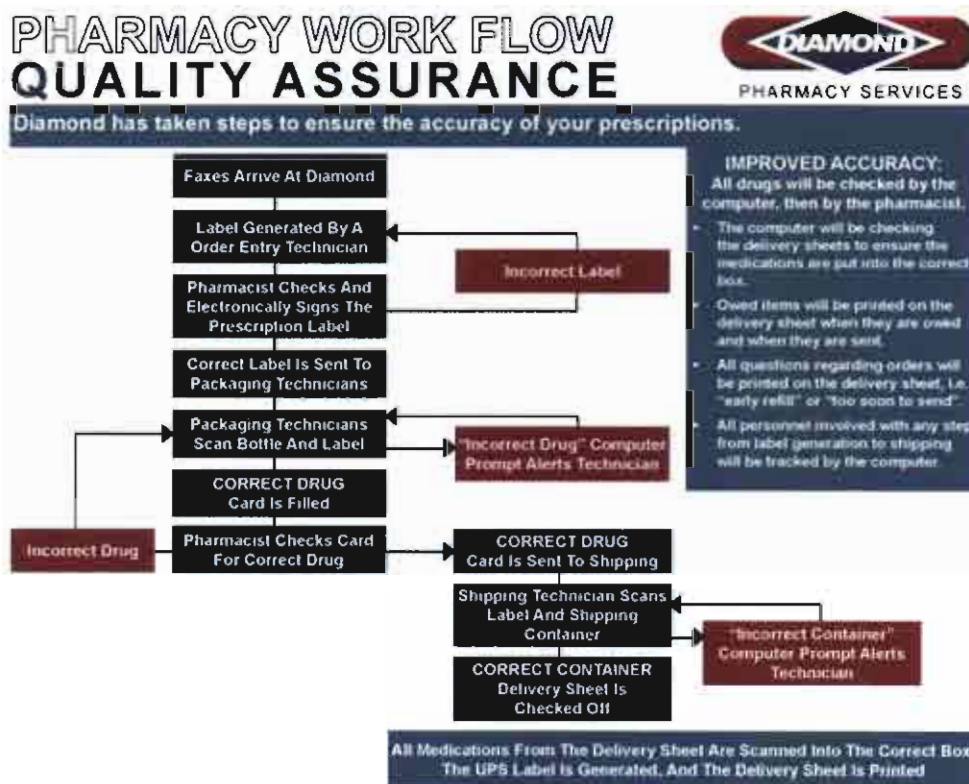 PHARMACY WORK FLOW
QUALITY ASSURANCE
DIAMOND
PHARMACY SERVICES
Diamond has taken steps to ensure the accuracy of your prescriptions.
Faxes Arrive At Diamond
Label Generated By A
Order Entry Technician
Incorrect Label
Pharmacist Checks And
Electronically Signs The
Prescription Label
Correct Label Is Sent To
Packaging Technicians
Packaging Technicians
Scan Bottle And Label
"Incorrect Drug" Computer
Prompt Alerts Technician
CORRECT DRUG
Card Is Filled
Incorrect Drug
Pharmacist Checks Card
For Correct Drug
CORRECT DRUG
Card Is Sent To Shipping
Shipping Technician Scans
Label And Shipping
Container
"Incorrect Container"
Computer Prompt Alerts
Technician
CORRECT CONTAINER
Delivery Sheet Is
Checked Off
IMPROVED ACCURACY:
All drugs will be checked by the
computer, then by the pharmacist.
• The computer will be checking
the delivery sheets to ensure the
medications are put into the correct
box.
• Owed items will be printed on the
delivery sheet when they are owed
and when they are sent.
• All questions regarding orders will
be printed on the delivery sheet, i.e.
"early refill" or "too soon to send".
• All personnel involved with any step
from label generation to shipping
will be tracked by the computer.
All Medications From The Delivery Sheet Are Scanned Into The Correct Box
The UPS Label Is Generated, And The Delivery Sheet Is Printed